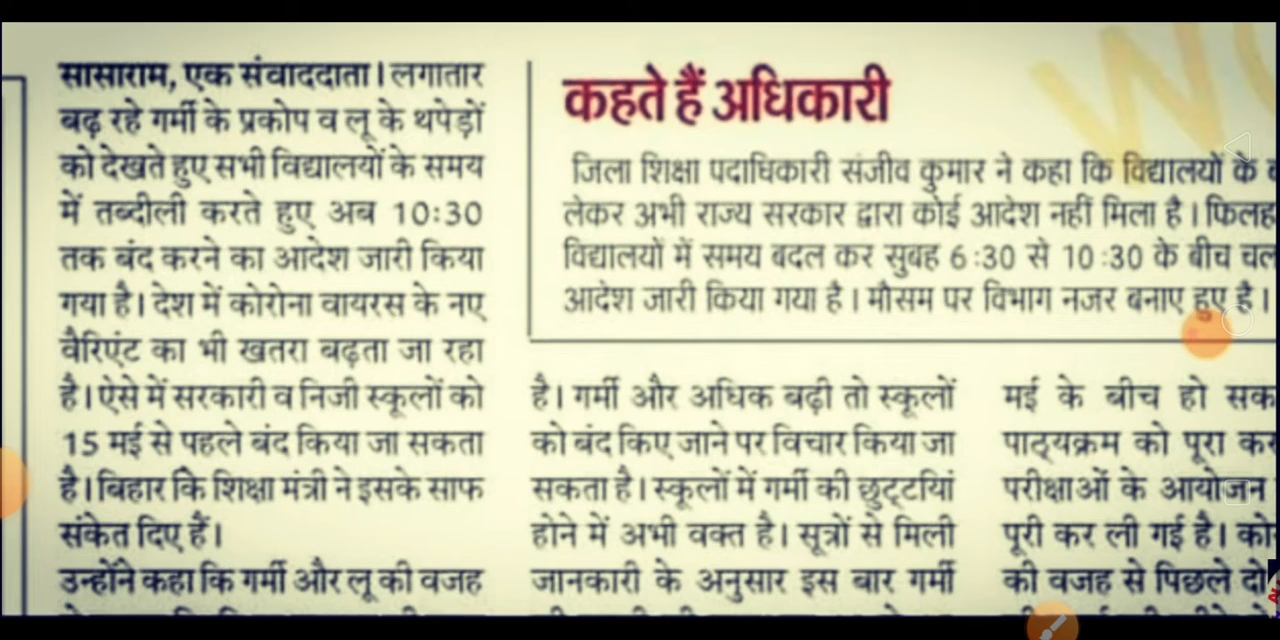 सासाराम, एक संवाददाता। लगातार
बढ़ रहे गर्मी के प्रकोप व लू के थपेड़ों
को देखते हुए सभी विद्यालयों के समय
में तब्दीली करते हुए अब 10:30
तक बंद करने का आदेश जारी किया
गया है। देश में कोरोना वायरस के नए
वैरिएंट का भी खतरा बढ़ता जा रहा
है। ऐसे में सरकारी व निजी स्कूलों को
15 मई से पहले बंद किया जा सकता
है। बिहार कि शिक्षा मंत्री ने इसके साफ
संकेत दिए हैं।
उन्होंने कहा कि गर्मी और लू की वजह
कहते हैं अधिकारी
जिला शिक्षा पदाधिकारी संजीव कुमार ने कहा कि विद्यालयों के
लेकर अभी राज्य सरकार द्वारा कोई आदेश नहीं मिला है। फिलह
विद्यालयों में समय बदल कर सुबह 6:30 से 10:30 के बीच चल
आदेश जारी किया गया है। मौसम पर विभाग नजर बनाए हुए है।
है। गर्मी और अधिक बढ़ी तो स्कूलों
को बंद किए जाने पर विचार किया जा
सकता है। स्कूलों में गर्मी की छुट्टियां
होने में अभी वक्त है। सूत्रों से मिली
जानकारी के अनुसार इस बार गर्मी
मई के बीच हो सक
पाठ्यक्रम को पूरा कर
परीक्षाओं के आयोजन
पूरी कर ली गई है। को
की वजह से पिछले दो